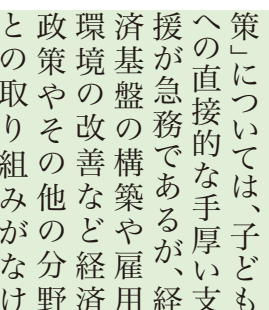 策」については、子ども
への直接的な手厚い支
援が急務であるが、経
済基盤の構築や雇用
環境の改善など経済
政策やその他の分野
との取り組みがなけ